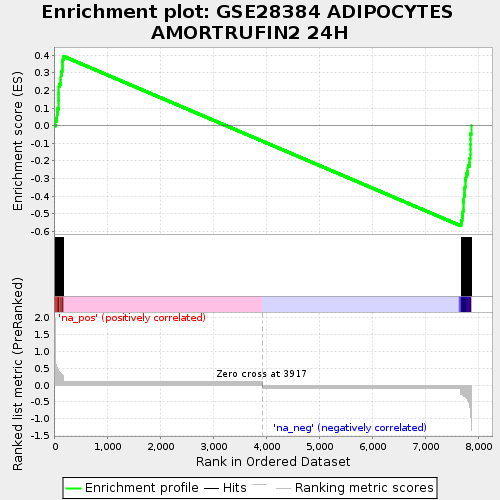 Enrichment plot: GSE28384 ADIPOCYTES
AMORTRUFIN2 24H
Enrichment score (ES)
0.4
0.3
0.2
0.1
0.0
-0.1
-0.2
-0.3
-0.4
-0.5
-0.6
'na_pos' (positively correlated)
Ranked list metric (PreRanked)
2.0
1.5
1.0
0.5
0.0
-0.5
-1.0
-1.5
Zero cross at 3917
'na_neg' (negatively correlated)
0
1,000
2,000
3,000
4,000
5,000
6,000
7,000
8,000
Rank in Ordered Dataset
Enrichment profile
Hits
Ranking metric scores